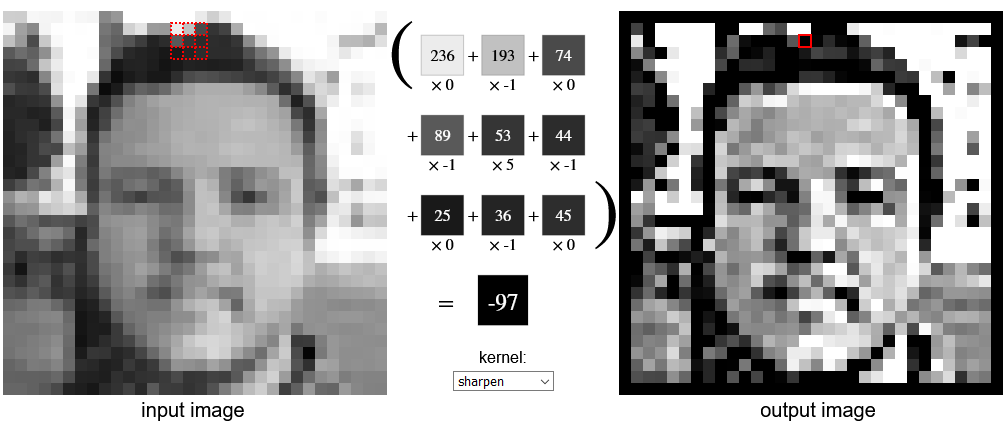 ( 236 + 193 + 74
× 0 × -1 × 0
+ 89 + 53 + 44
× -1 × 5 × -1
+ 25 + 36 + 45 )
× 0 × -1 × 0
= -97
kernel:
sharpen
input image
output image